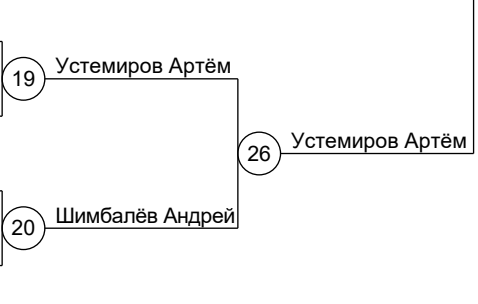 19 Устемиров Артём
26 Устемиров Артём
20 Шимбалёв Андрей